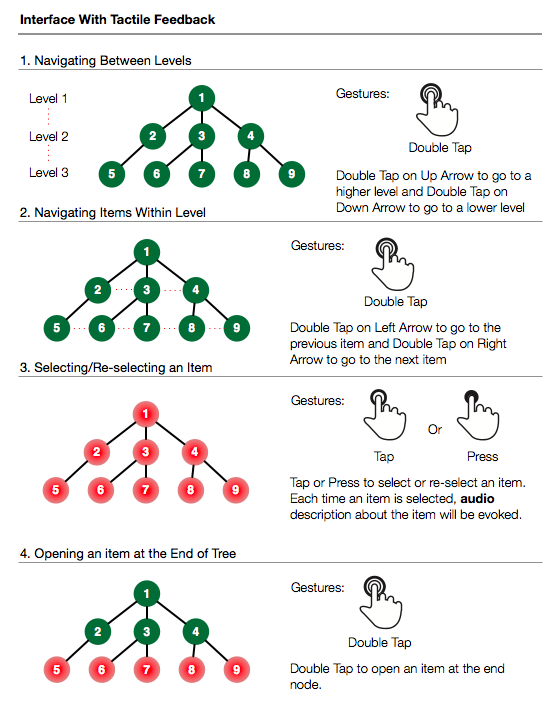 Interface With Tactile Feedback
1. Navigating Between Levels
Level 1
Level 2
Level 3
1
2 3 4
5 6 7 8 9
Gestures:
Double Tap
Double Tap on Up Arrow to go to a
higher level and Double Tap on
Down Arrow to go to a lower level
2. Navigating Items Within Level
1
2 3 4
5 6 7 8 9
Gestures:
Double Tap
Double Tap on Left Arrow to go to the
previous item and Double Tap on Right
Arrow to go to the next item
3. Selecting/Re-selecting an Item
1
2 3 4
5 6 7 8 9
Gestures:
Or
Tap Press
Tap or Press to select or re-select an item.
Each time an item is selected, audio
description about the item will be evoked.
4. Opening an item at the End of Tree
1
2 3 4
5 6 7 8 9
Gestures:
Double Tap
Double Tap to open an item at the end
node.